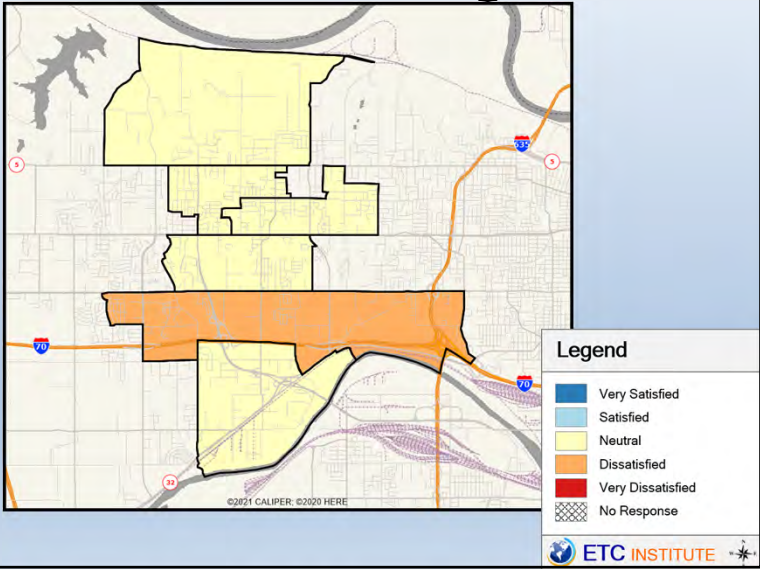 635
5
5
70
70
32
©2021 CALIPER; ©2020 HERE
Legend
Very Satisfied
Satisfied
Neutral
Dissatisfied
Very Dissatisfied
No Response
ETC INSTITUTE
N
W
E
S